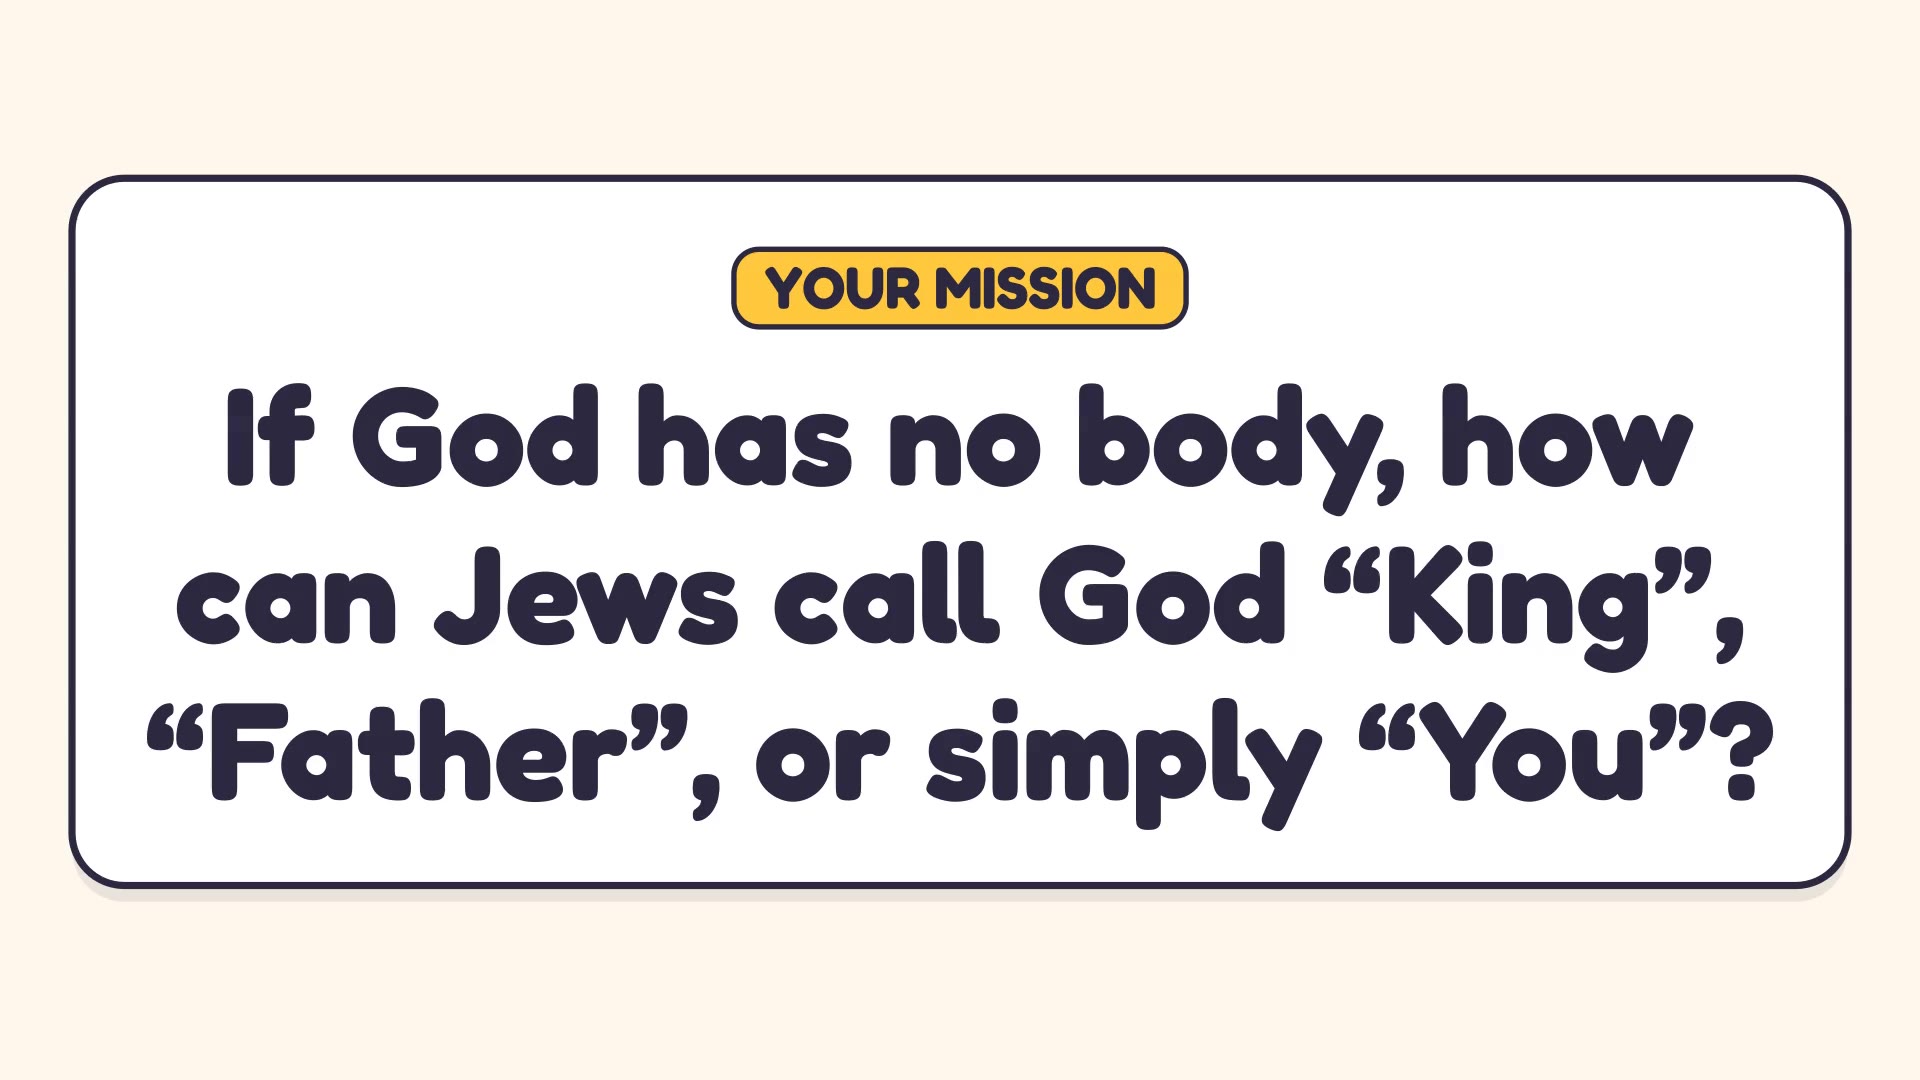 YOUR MISSION
If God has no body, how
can Jews call God “King”,
“Father”, or simply “You”?